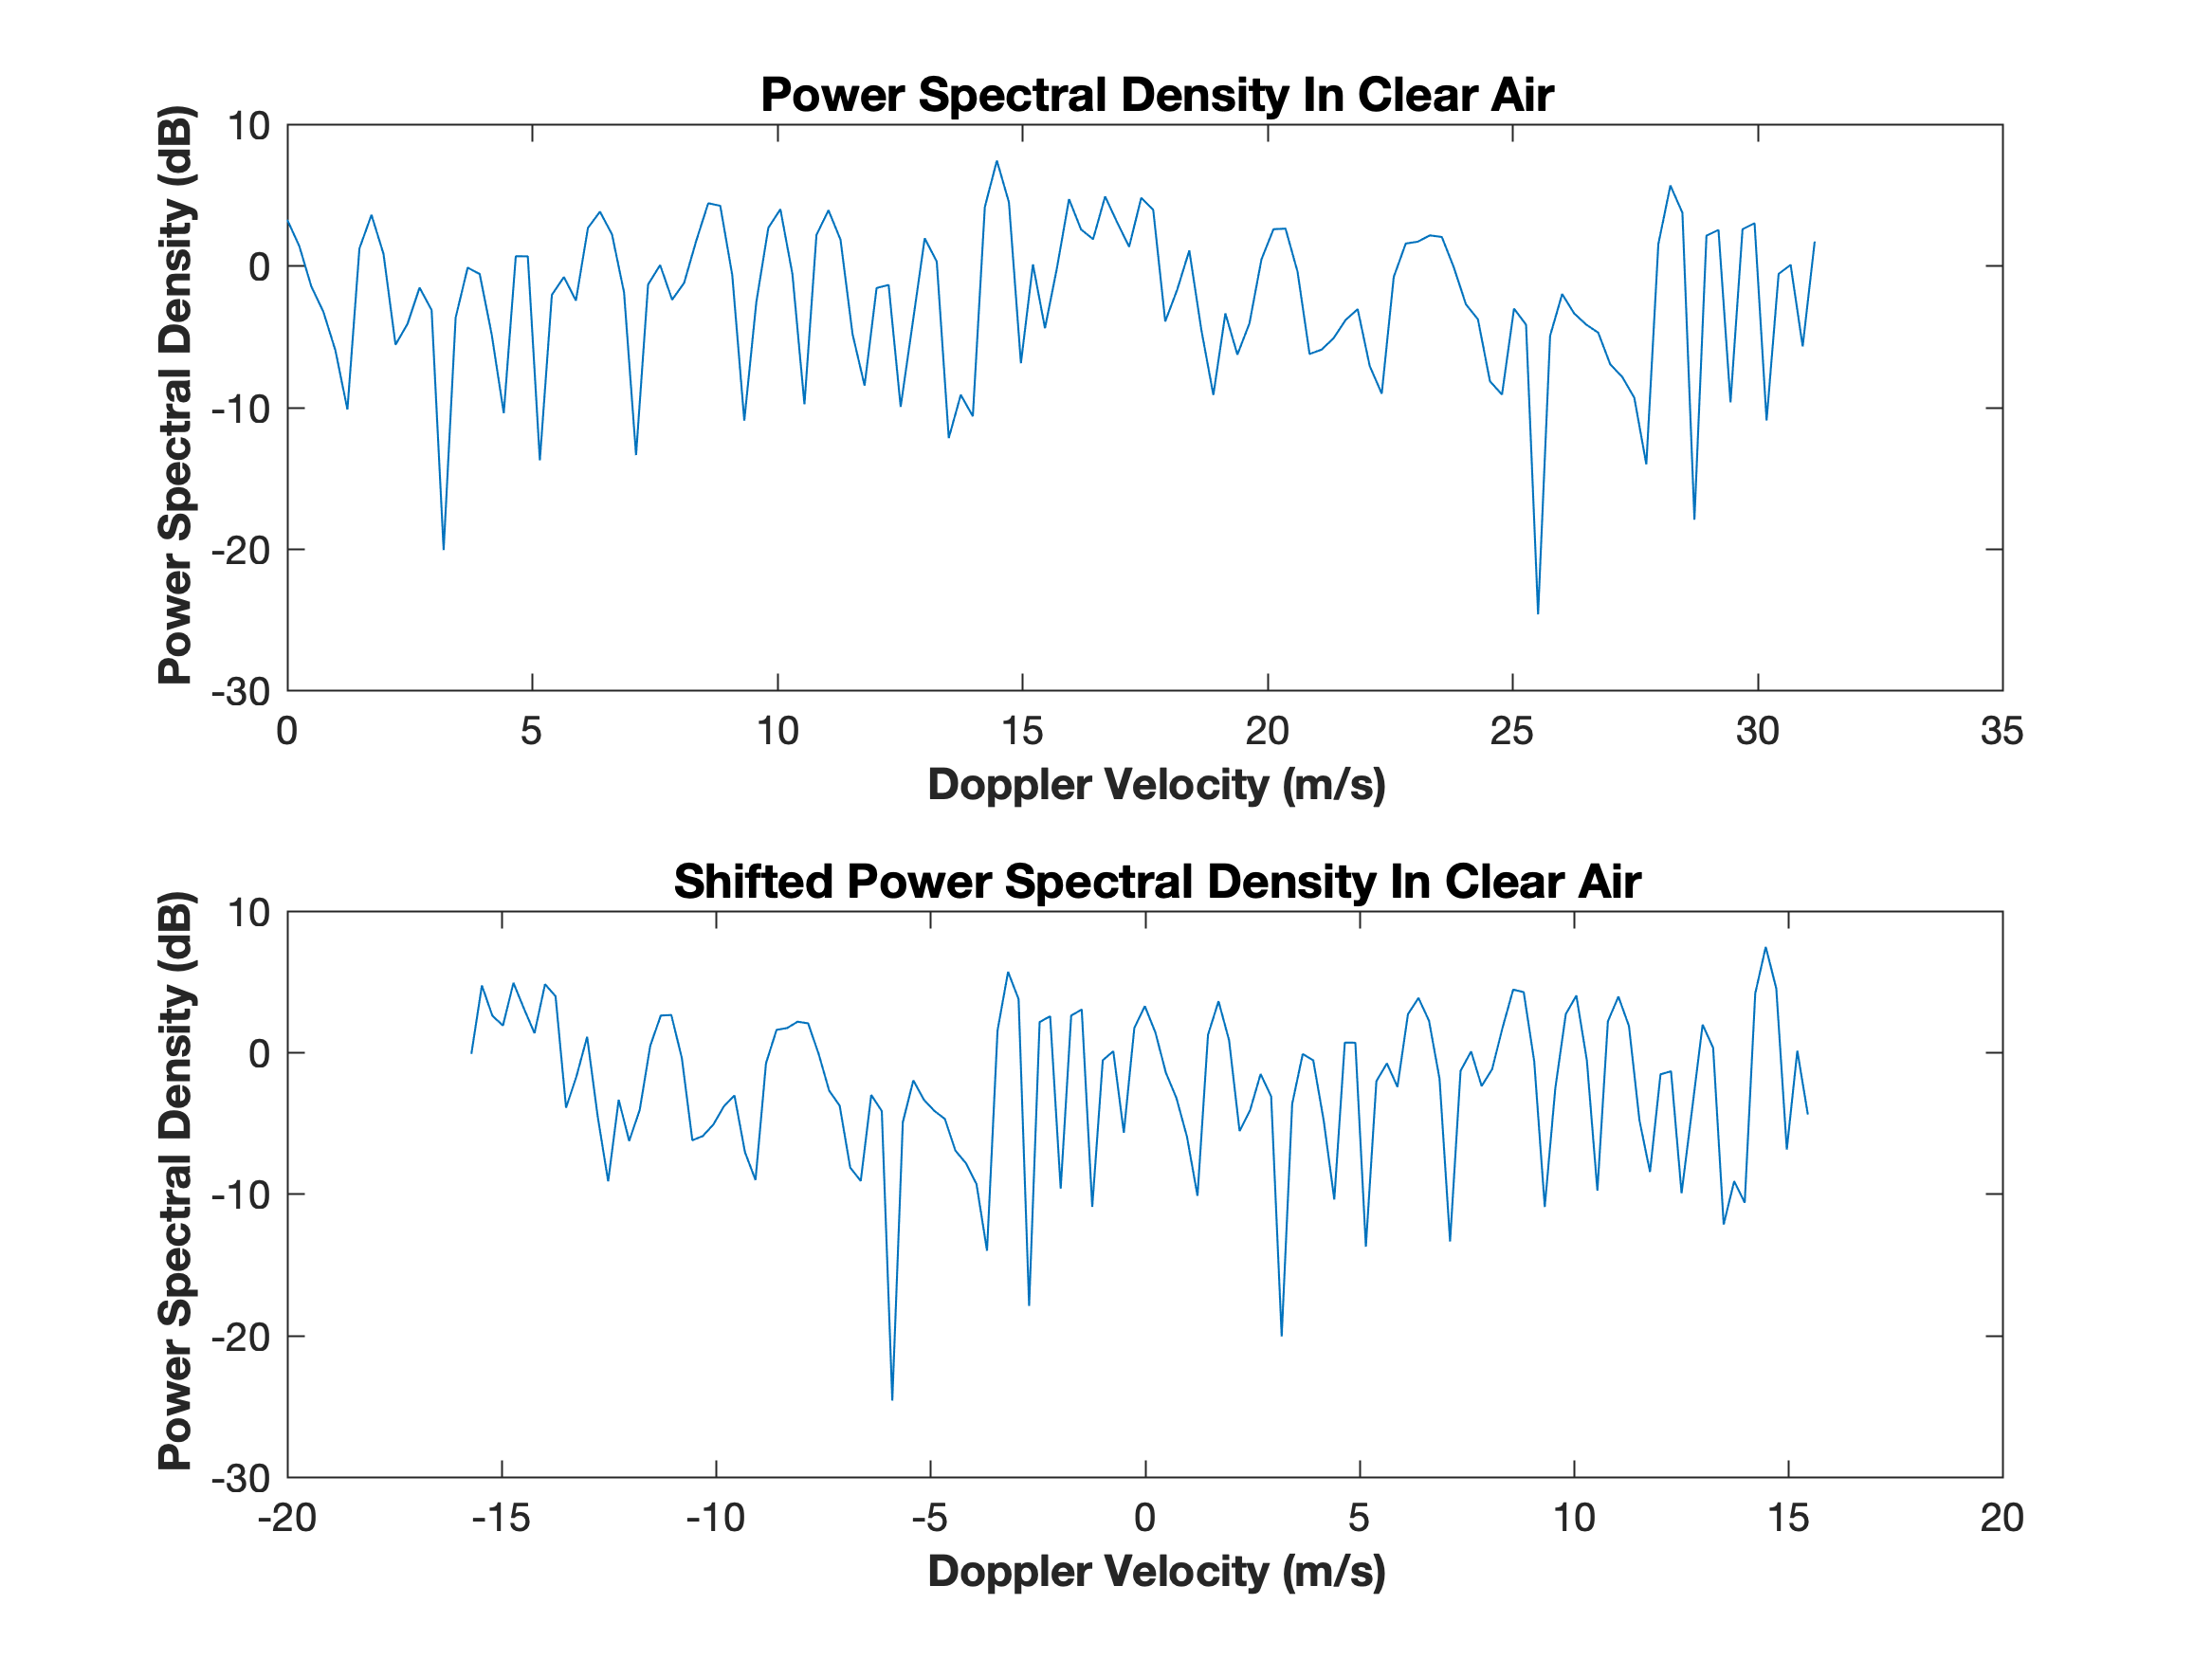 Power Spectral Density In Clear Air
Power Spectral Density (dB)
10
0
-10
-20
-30
0 5 10 15 20 25 30 35
Doppler Velocity (m/s)
Shifted Power Spectral Density In Clear Air
Power Spectral Density (dB)
10
0
-10
-20
-30
-20 -15 -10 -5 0 5 10 15 20
Doppler Velocity (m/s)